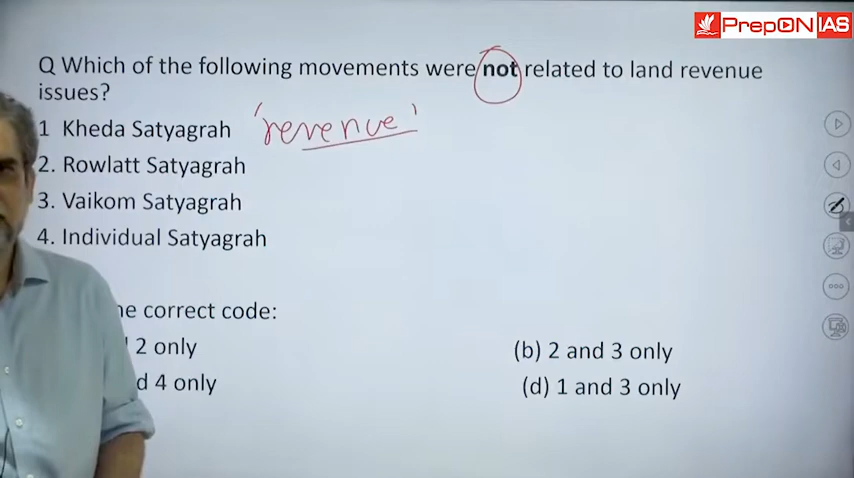 PrepON IAS
Q Which of the following movements were not related to land revenue
issues?
1 Kheda Satyagrah 'revenue'
2. Rowlatt Satyagrah
3. Vaikom Satyagrah
4. Individual Satyagrah
correct code:
2 only (b) 2 and 3 only
4 only (d) 1 and 3 only